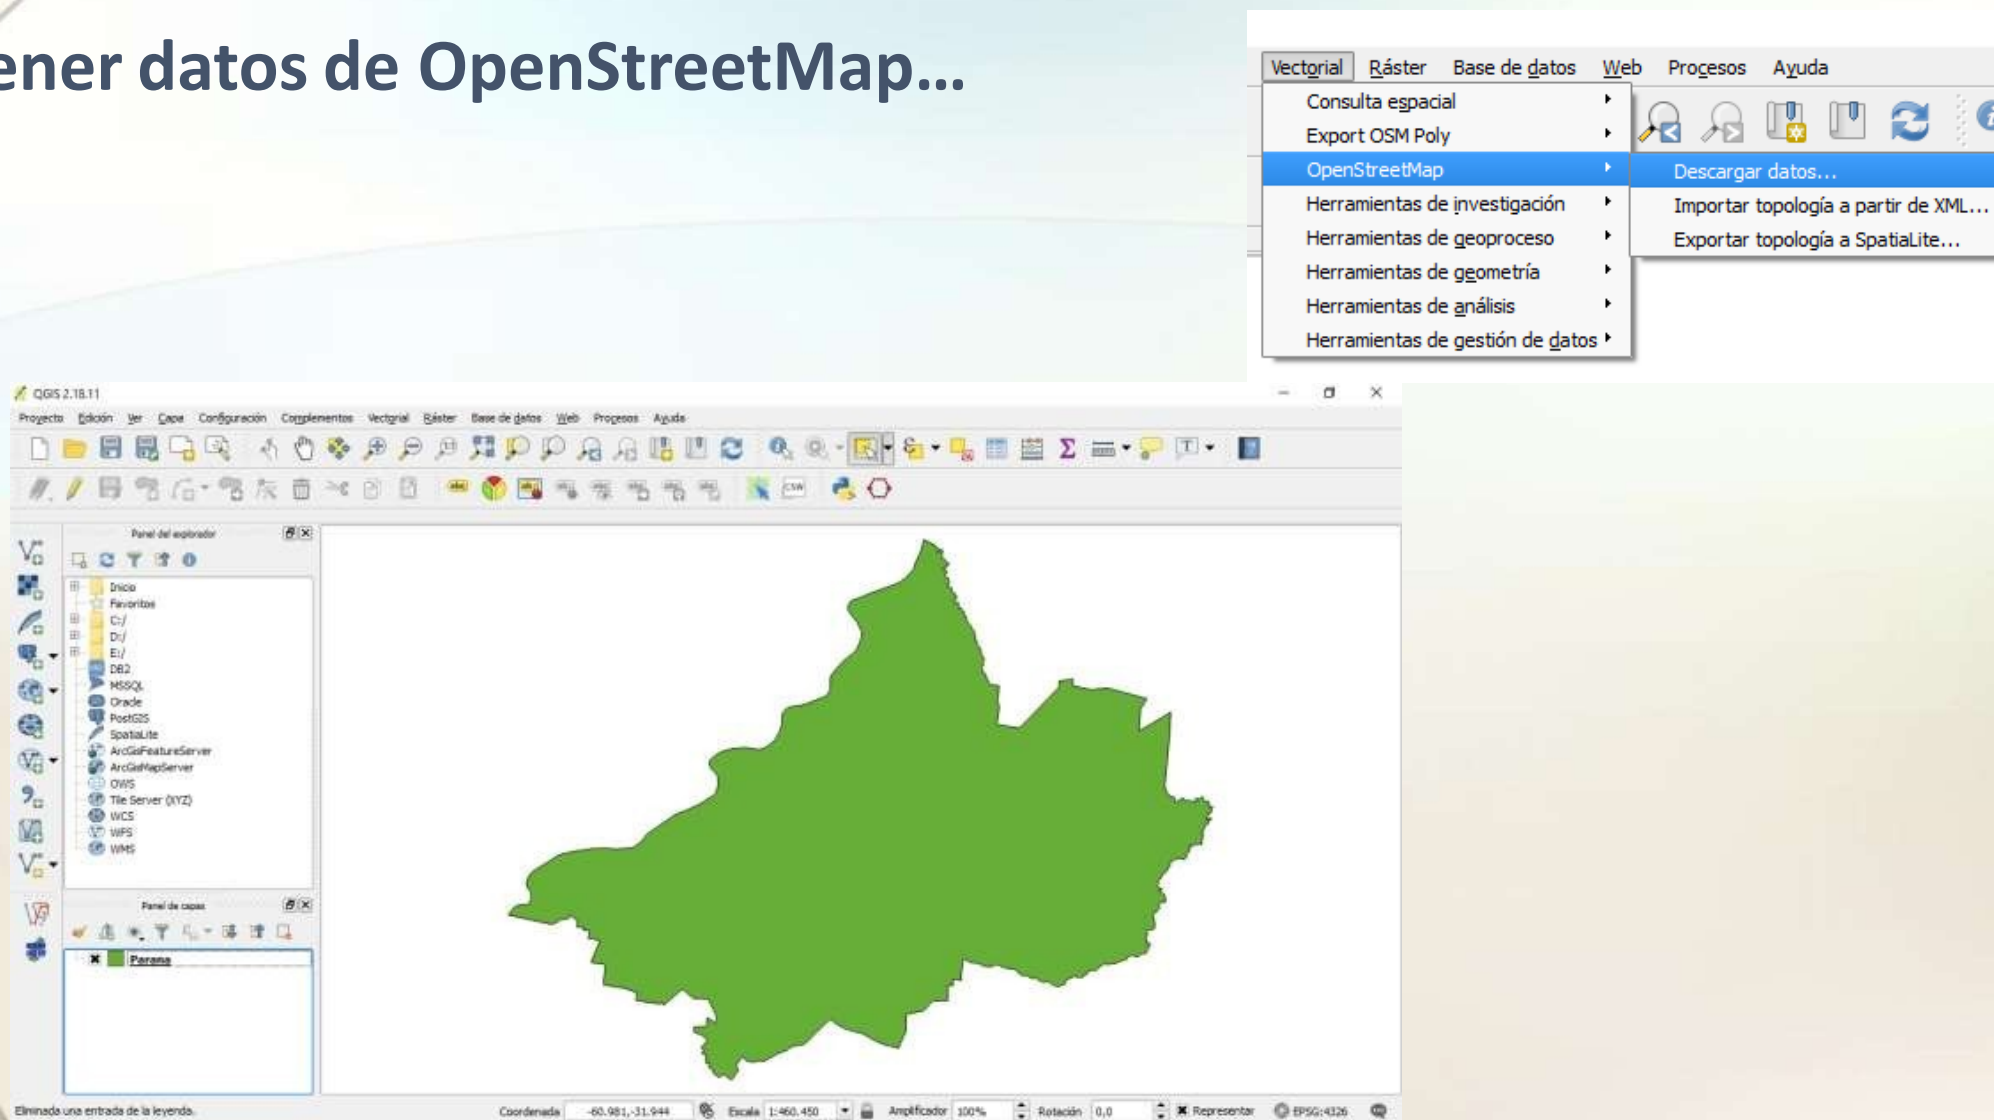 ener datos de OpenStreetMap...
Vectorial Ráster Base de datos Web Procesos Ayuda
Consulta espacial
Export OSM Poly
OpenStreetMap
Herramientas de investigación
Herramientas de geoproceso
Herramientas de geometría
Herramientas de análisis
Herramientas de gestión de datos
Descargar datos...
Importar topología a partir de XML...
Exportar topología a SpatiaLite...
QGIS 2.18.11
Proyecto Edición Ver Capa Configuración Complementos Vectorial Ráster Base de datos Web Procesos Ayuda
Panel del explorador
Inicio
Favoritos
C:/
D:/
E:/
DB2
MSSQL
Oracle
PostGIS
SpatiaLite
ArcGisFeatureServer
ArcGisMapServer
OWS
Tile Server (XYZ)
WCS
WFS
WMS
Panel de capas
Parana
Eliminada una entrada de la leyenda.
Coordenada -60.981,-31.944 Escala 1:460.450 Amplificador 100% Rotación 0,0 Representar EPSG:4326